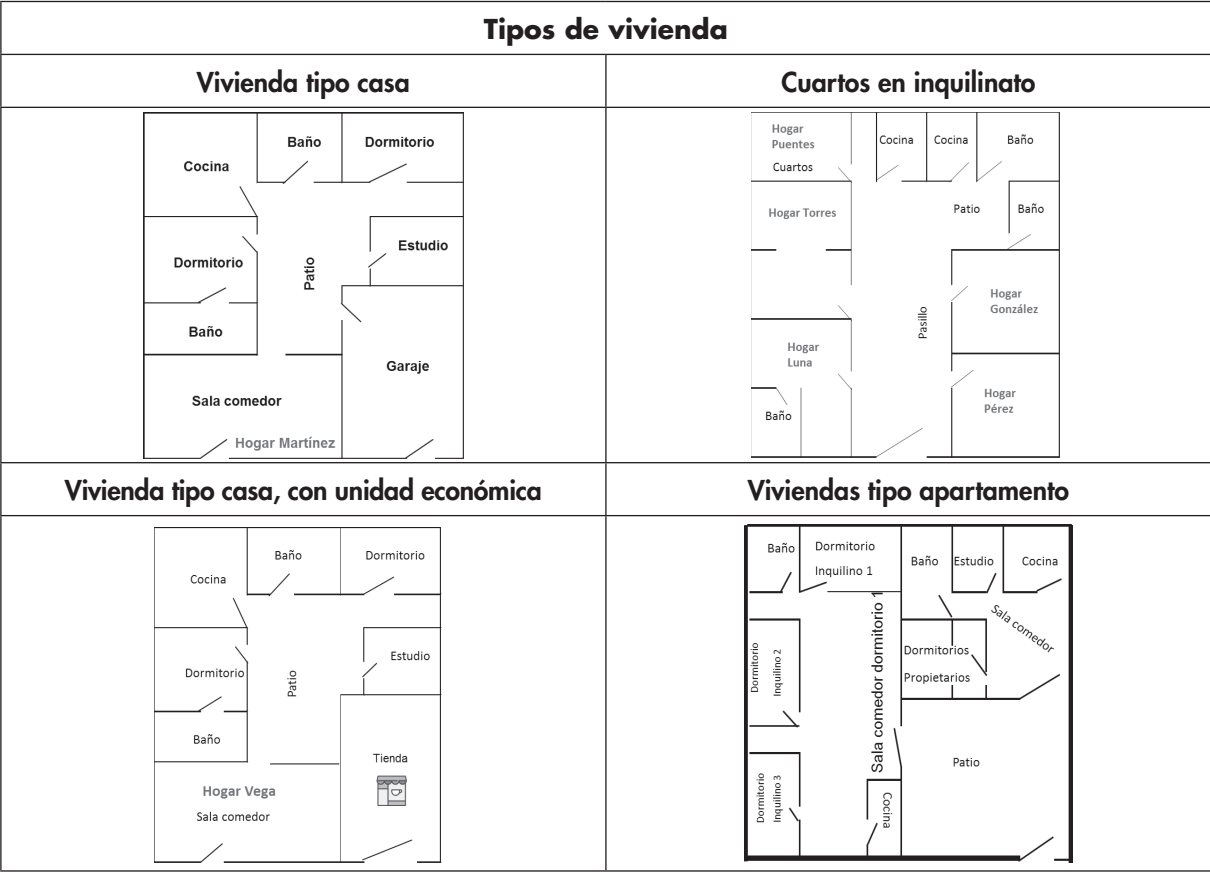 Tipos de vivienda
Vivienda tipo casa
Cuartos en inquilinato
Cocina
Baño
Dormitorio
Dormitorio
Patio
Estudio
Baño
Garaje
Sala comedor
Hogar Martínez
Hogar
Puentes
Cuartos
Cocina
Cocina
Baño
Hogar Torres
Patio
Baño
Hogar
González
Pasillo
Hogar
Luna
Hogar
Pérez
Baño
Vivienda tipo casa, con unidad económica
Viviendas tipo apartamento
Cocina
Baño
Dormitorio
Dormitorio
Patio
Estudio
Baño
Tienda
Hogar Vega
Sala comedor
Baño
Dormitorio
Inquilino 1
Baño
Estudio
Cocina
Sala comedor
Sala comedor dormitorio 1
Dormitorios
Propietarios
Dormitorio
Inquilino 2
Patio
Dormitorio
Inquilino 3
Cocina